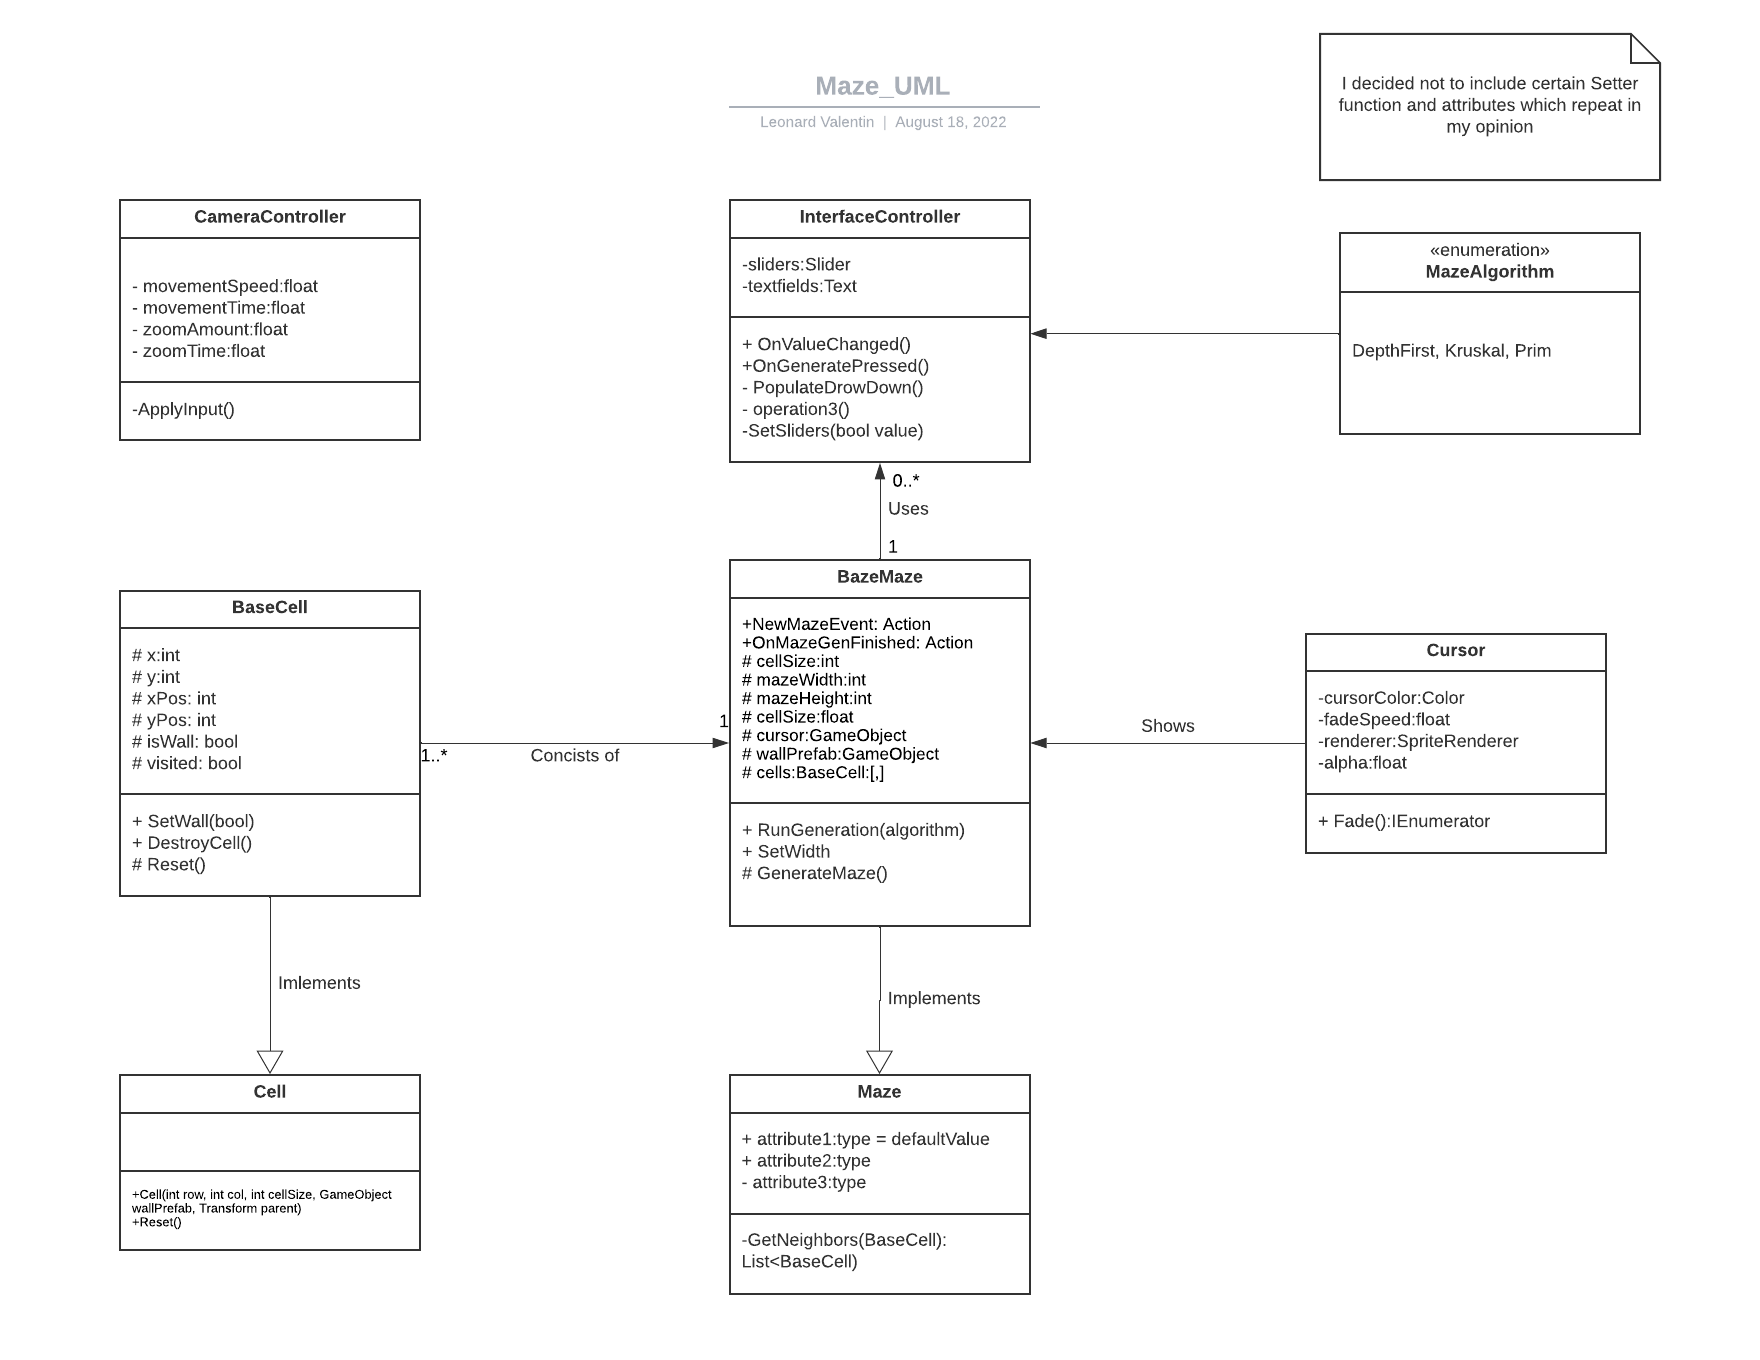 Maze_UML
Leonard Valentin | August 18, 2022
I decided not to include certain Setter
function and attributes which repeat in
my opinion
CameraController
- movementSpeed:float
- movementTime:float
- zoomAmount:float
- zoomTime:float
-ApplyInput()
InterfaceController
-sliders:Slider
-textfields:Text
+ OnValueChanged()
+OnGeneratePressed()
- PopulateDrowDown()
- operation3()
-SetSliders(bool value)
«enumeration»
MazeAlgorithm
DepthFirst, Kruskal, Prim
0..*
Uses
1
BaseCell
# x:int
# y:int
# xPos: int
# yPos: int
# isWall: bool
# visited: bool
+ SetWall(bool)
+ DestroyCell()
# Reset()
1..*
Concists of
1
BazeMaze
+NewMazeEvent: Action
+OnMazeGenFinished: Action
# cellSize:int
# mazeWidth:int
# mazeHeight:int
# cellSize:float
# cursor:GameObject
# wallPrefab:GameObject
# cells:BaseCell:[,]
+ RunGeneration(algorithm)
+ SetWidth
# GenerateMaze()
Shows
Cursor
-cursorColor:Color
-fadeSpeed:float
-renderer:SpriteRenderer
-alpha:float
+ Fade():IEnumerator
Imlements
Implements
Cell
+Cell(int row, int col, int cellSize, GameObject
wallPrefab, Transform parent)
+Reset()
Maze
+ attribute1:type = defaultValue
+ attribute2:type
- attribute3:type
-GetNeighbors(BaseCell):
List<BaseCell)